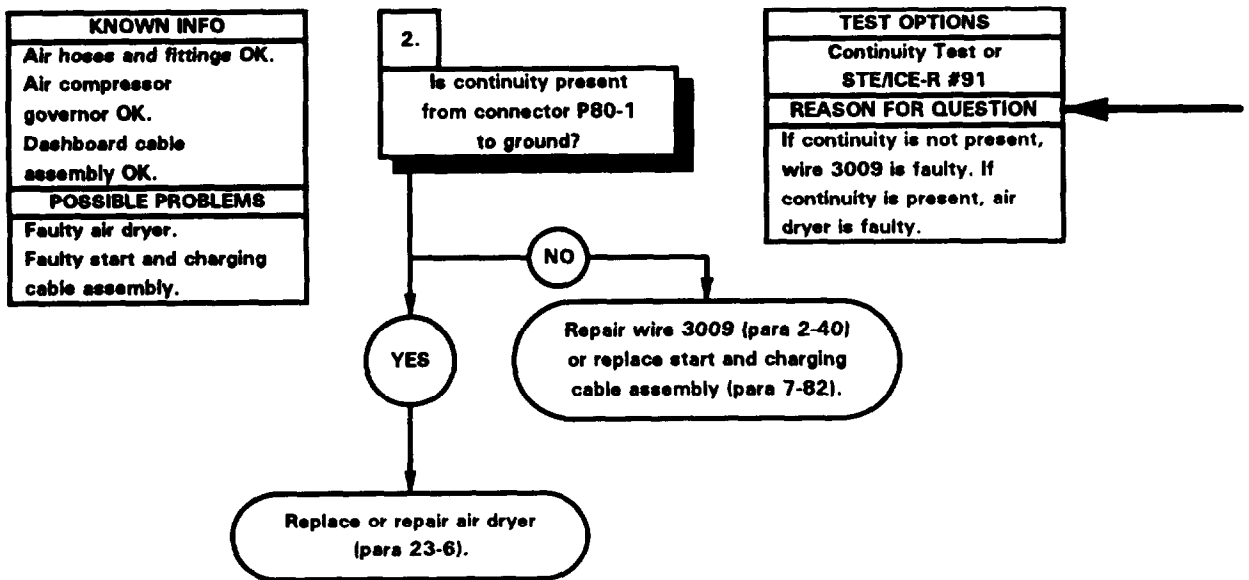 KNOWN INFO
Air hoses and fittings OK.
Air compressor
governor OK.
Dashboard cable
assembly OK.
POSSIBLE PROBLEMS
Faulty air dryer.
Faulty start and charging
cable assembly.
2.
Is continuity present
from connector P80-1
to ground?
TEST OPTIONS
Continuity Test or
STE/ICE-R #91
REASON FOR QUESTION
If continuity is not present,
wire 3009 is faulty. If
continuity is present, air
dryer is faulty.
NO
YES
Repair wire 3009 (para 2-40)
or replace start and charging
cable assembly (para 7-82).
Replace or repair air dryer
(para 23-6).